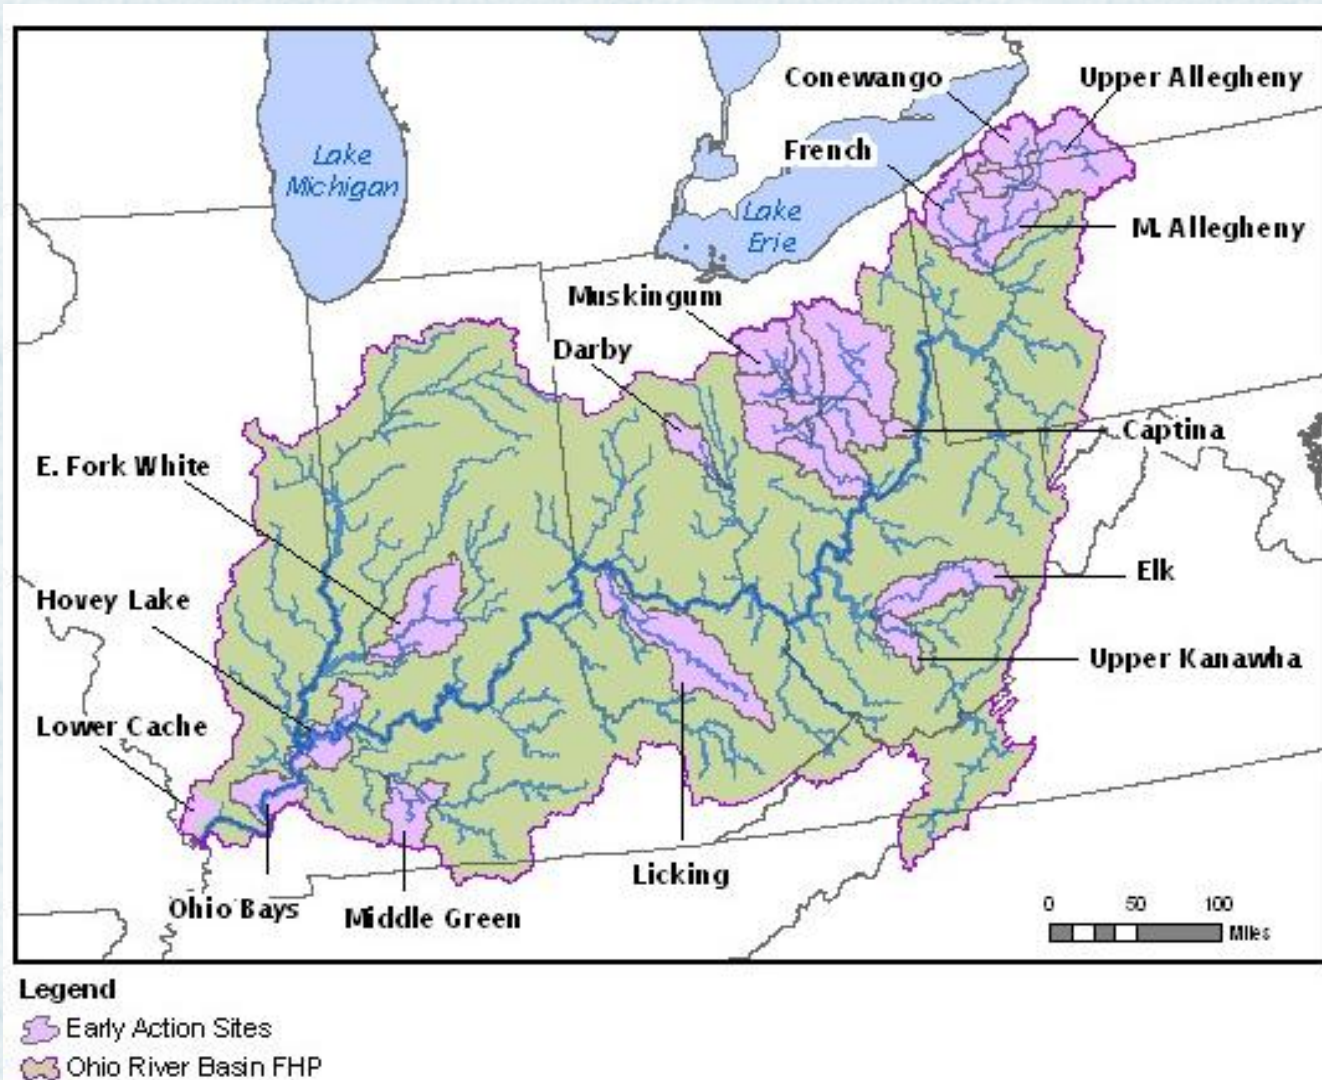 Conewango
Upper Allegheny
French
Lake
Michigan
Lake
Erie
M. Allegheny
Muskingum
Darby
Captina
E. Fork White
Elk
Hovey Lake
Upper Kanawha
Lower Cache
Licking
Ohio Bays
Middle Green
0 50 100
Miles
Legend
Early Action Sites
Ohio River Basin FHP